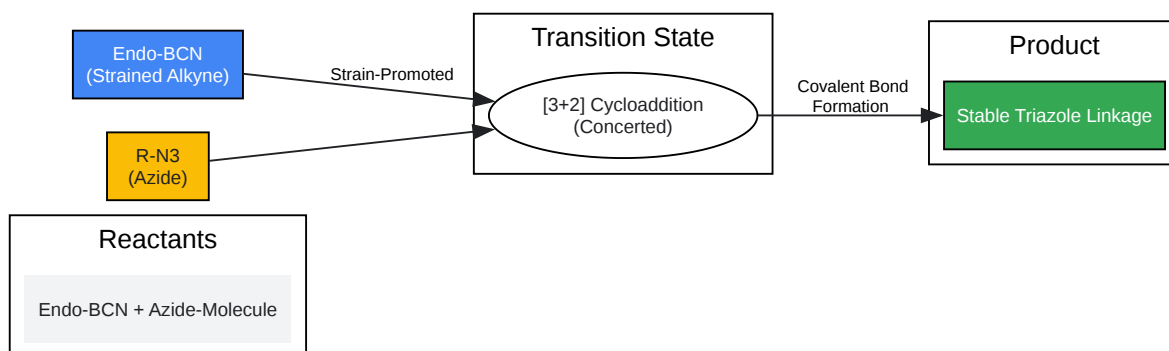 Endo-BCN
(Strained Alkyne)
R-N3
(Azide)
Reactants
Endo-BCN + Azide-Molecule
Strain-Promoted
Transition State
[3+2] Cycloaddition
(Concerted)
Covalent Bond
Formation
Product
Stable Triazole Linkage